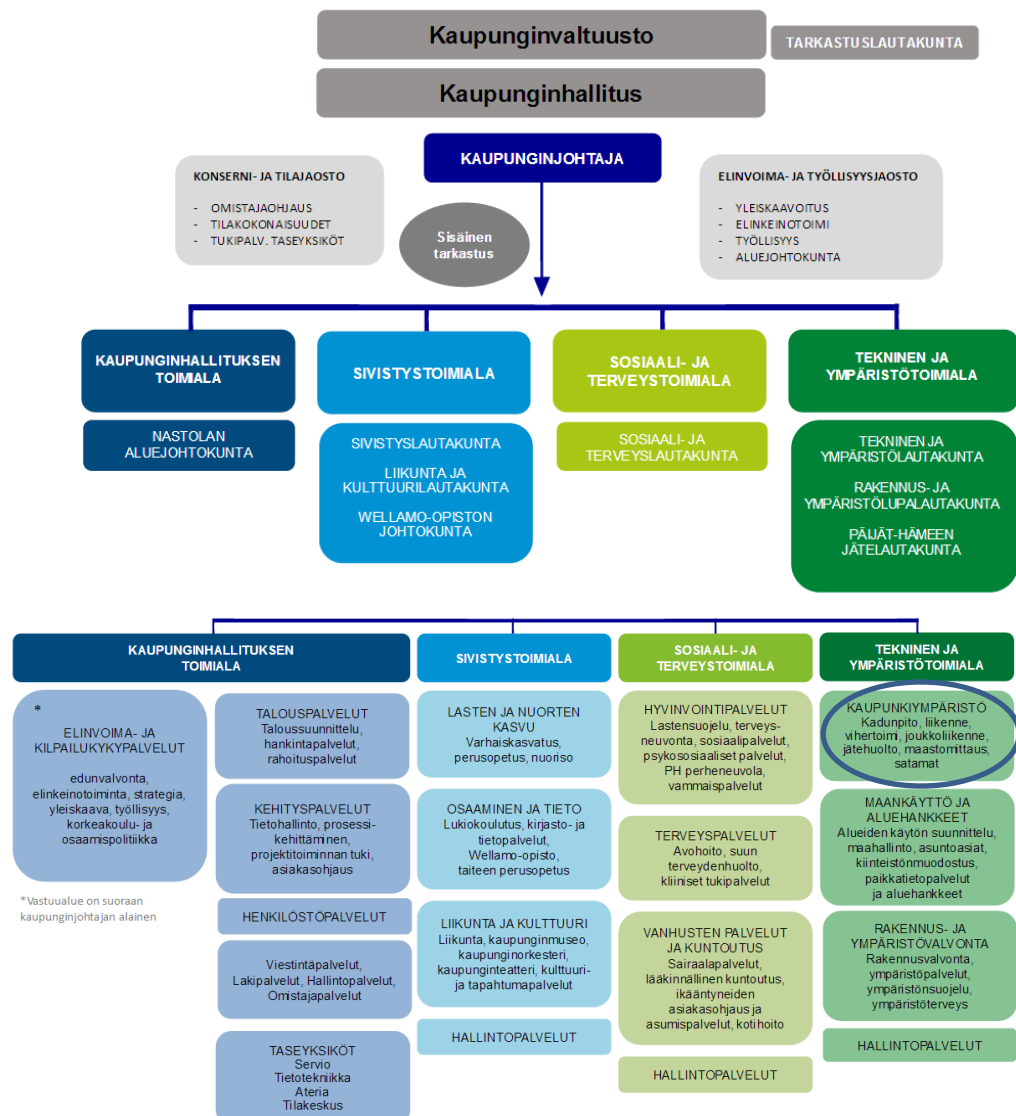 Kaupunginvaltuusto
TARKASTUSLAUTAKUNTA
Kaupunginhallitus
KAUPUNGINJOHTAJA
KONSERNI- JA TILAJAOSTO
- OMISTAJAOHJAUS
- TILAKOKONAISUUDET
- TUKIPALV. TASEYKSIKÖT
Sisäinen
tarkastus
ELINVOIMA- JA TYÖLLISYYSJAOSTO
- YLEISKAAVOITUS
- ELINKEINOTOIMI
- TYÖLLISYYS
- ALUEJOHTOKUNTA
KAUPUNGINHALLITUKSEN
TOIMIALA
NASTOLAN
ALUEJOHTOKUNTA
SIVISTYSTOIMIALA
SIVISTYSLAUTAKUNTA
LIIKUNTA JA
KULTTUURILAUTAKUNTA
WELLAMO-OPISTON
JOHTOKUNTA
SOSIAALI- JA
TERVEYSTOIMIALA
SOSIAALI- JA
TERVEYSLAUTAKUNTA
TEKNINEN JA
YMPÄRISTÖTOIMIALA
TEKNINEN JA
YMPÄRISTÖLAUTAKUNTA
RAKENNUS- JA
YMPÄRISTÖLUPALAUTAKUNTA
PÄIJÄT-HÄMEEN
JÄTELAUTAKUNTA
KAUPUNGINHALLITUKSEN
TOIMIALA
*
ELINVOIMA- JA
KILPAILUKYKYPALVELUT
edunvalvonta,
elinkeinotoiminta, strategia,
yleiskaava, työllisyys,
korkeakoulu- ja
osaamispolitiikka
*Vastuualue on suoraan
kaupunginjohtajan alainen
TALOUSPALVELUT
Taloussuunnittelu,
hankintapalvelut,
rahoituspalvelut
KEHITYSPALVELUT
Tietohallinto, prosessi-
kehittäminen,
projektitoiminnan tuki,
asiakasohjaus
HENKILÖSTÖPALVELUT
Viestintäpalvelut,
Lakipalvelut, Hallintopalvelut,
Omistajapalvelut
TASEYKSIKÖT
Servio
Tietotekniikka
Ateria
Tilakeskus
SIVISTYSTOIMIALA
LASTEN JA NUORTEN
KASVU
Varhaiskasvatus,
perusopetus, nuoriso
OSAAMINEN JA TIETO
Lukiokoulutus, kirjasto- ja
tietopalvelut,
Wellamo-opisto,
taiteen perusopetus
LIIKUNTA JA KULTTUURI
Liikunta, kaupunginmuseo,
kaupunginorkesteri,
kaupunginteatteri, kulttuuri-
ja tapahtumapalvelut
HALLINTOPALVELUT
SOSIAALI- JA
TERVEYSTOIMIALA
HYVINVOINTIPALVELUT
Lastensuojelu, terveys-
neuvonta, sosiaalipalvelut,
psykososiaaliset palvelut,
PH perheneuvola,
vammaispalvelut
TERVEYSPALVELUT
Avohoito, suun
terveydenhuolto,
kliiniset tukipalvelut
VANHUSTEN PALVELUT
JA KUNTOUTUS
Sairaalapalvelut,
lääkinnällinen kuntoutus,
ikääntyneiden
asiakasohjaus ja
asumispalvelut, kotihoito
HALLINTOPALVELUT
TEKNINEN JA
YMPÄRISTÖTOIMIALA
KAUPUNKIYMPÄRISTÖ
Kadunpito, liikenne,
vihertoimi, joukkoliikenne,
jätehuolto, maastomittaus,
satamat
MAANKÄYTTÖ JA
ALUEHANKKEET
Alueiden käytön suunnittelu,
maahallinto, asuntoasiat,
kiinteistönmuodostus,
paikkatietopalvelut
ja aluehankkeet
RAKENNUS- JA
YMPÄRISTÖVALVONTA
Rakennusvalvonta,
ympäristöpalvelut,
ympäristönsuojelu,
ympäristöterveys
HALLINTOPALVELUT